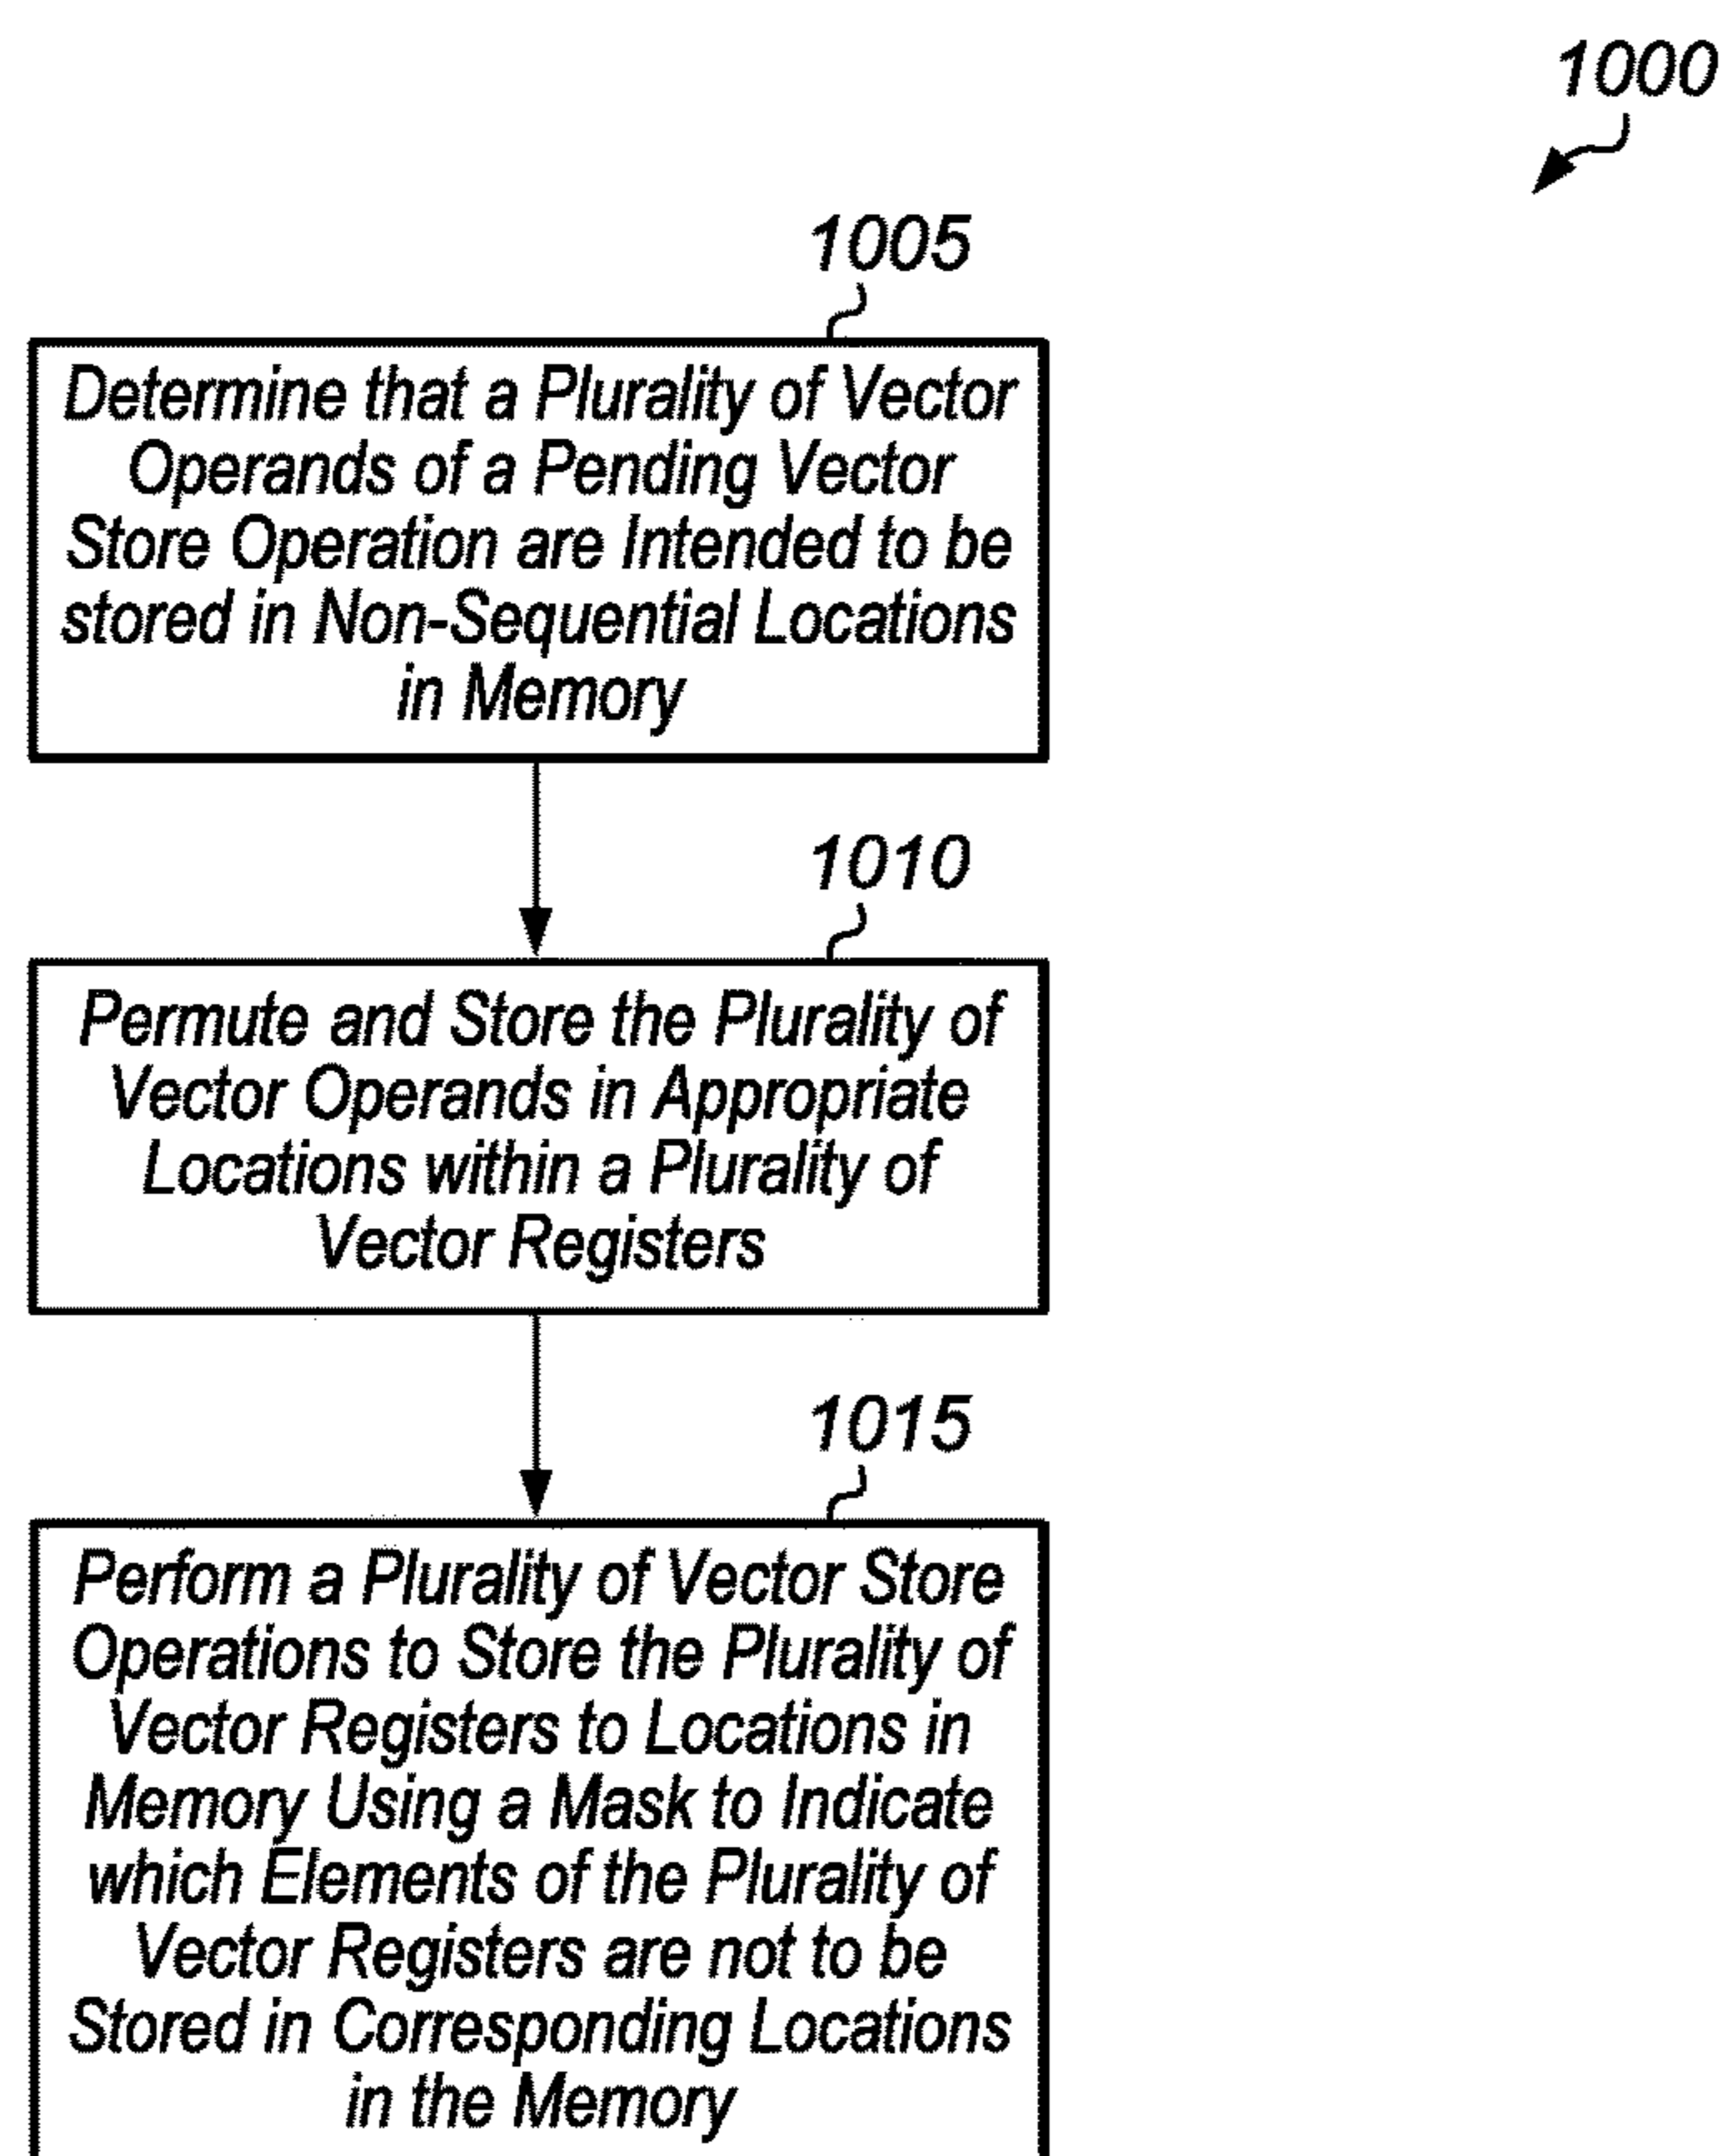 1000
1005
Determine that a Plurality of Vector
Operands of a Pending Vector
Store Operation are Intended to be
stored in Non-Sequential Locations
in Memory
1010
Permute and Store the Plurality of
Vector Operands in Appropriate
Locations within a Plurality of
Vector Registers
1015
Perform a Plurality of Vector Store
Operations to Store the Plurality of
Vector Registers to Locations in
Memory Using a Mask to Indicate
which Elements of the Plurality of
Vector Registers are not to be
Stored in Corresponding Locations
in the Memory